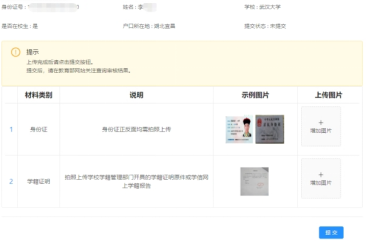 身份证号：1 3 姓名：彭 学校：武汉大学
是否在校生：是 户口所在地：湖北宜昌 提交状态：未提交
提示
上传完成后请点击提交按钮。
提交后，请在教育部网站关注查询审核结果。
材料类别 说明 示例图片 上传图片
1 身份证 身份证正反面均需拍照上传 + 增加图片
2 学籍证明 拍照上传学校学籍管理部门开具的学籍证明原件或学信网上学籍报告 + 增加图片
提交